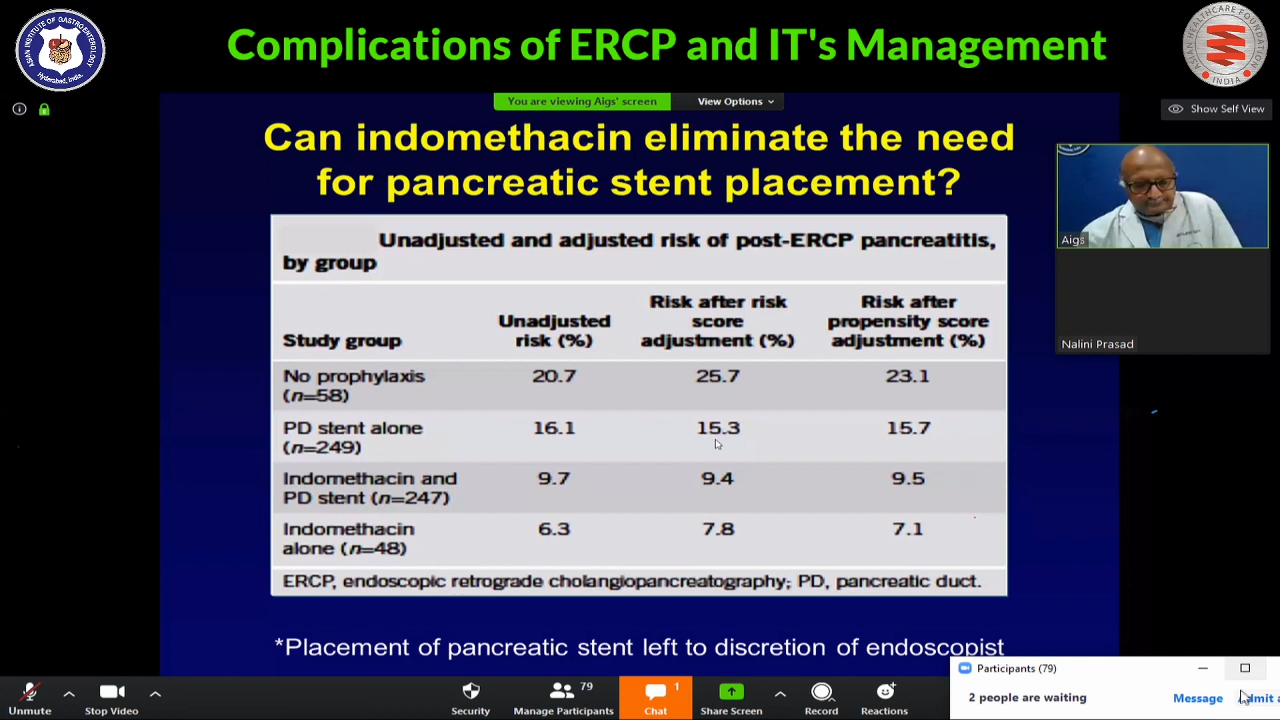 Complications of ERCP and IT's Management
You are viewing Aigs' screen
View Options
Show Self View
Can indomethacin eliminate the need
for pancreatic stent placement?
Unadjusted and adjusted risk of post-ERCP pancreatitis,
by group
Study group
Unadjusted
risk (%)
Risk after risk
score
adjustment (%)
Risk after
propensity score
adjustment (%)
No prophylaxis
(n=58)
20.7
25.7
23.1
PD stent alone
(n=249)
16.1
15.3
15.7
Indomethacin and
PD stent (n=247)
9.7
9.4
9.5
Indomethacin
alone (n=48)
6.3
7.8
7.1
ERCP, endoscopic retrograde cholangiopancreatography; PD, pancreatic duct.
*Placement of pancreatic stent left to discretion of endoscopist
Aigs
Nalini Prasad
Participants (79)
2 people are waiting
Message
Unmute
Stop Video
Security
79
Manage Participants
1
Chat
Share Screen
Record
Reactions
INDIA
Hyderabad, India.